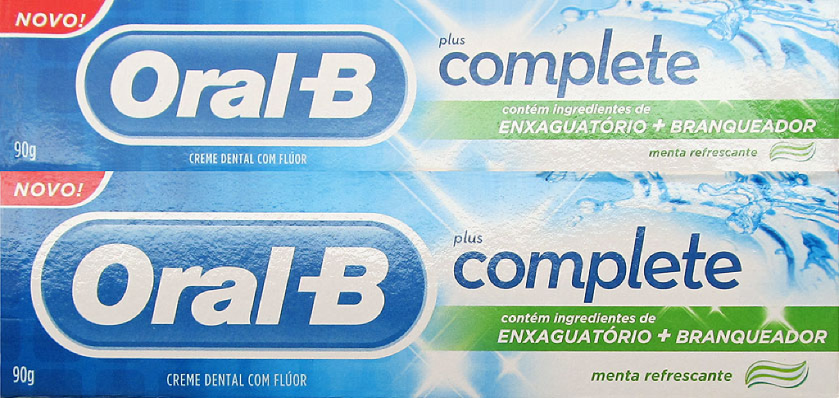 NOVO!
Oral-B
plus
complete
contém ingredientes de
ENXAGUATÓRIO + BRANQUEADOR
90g
CREME DENTAL COM FLÚOR
menta refrescante
NOVO!
Oral-B
plus
complete
contém ingredientes de
ENXAGUATÓRIO + BRANQUEADOR
90g
CREME DENTAL COM FLÚOR
menta refrescante